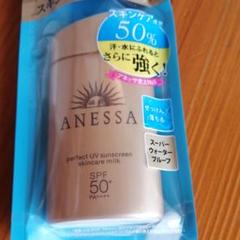 スキンケア
50%
汗・水にふれると
さらに強く!
せっけんで
落ちる
ANESSA
スーパー
ウォーター
プルーフ
perfect UV sunscreen
skincare milk
SPF
50+
PA++++